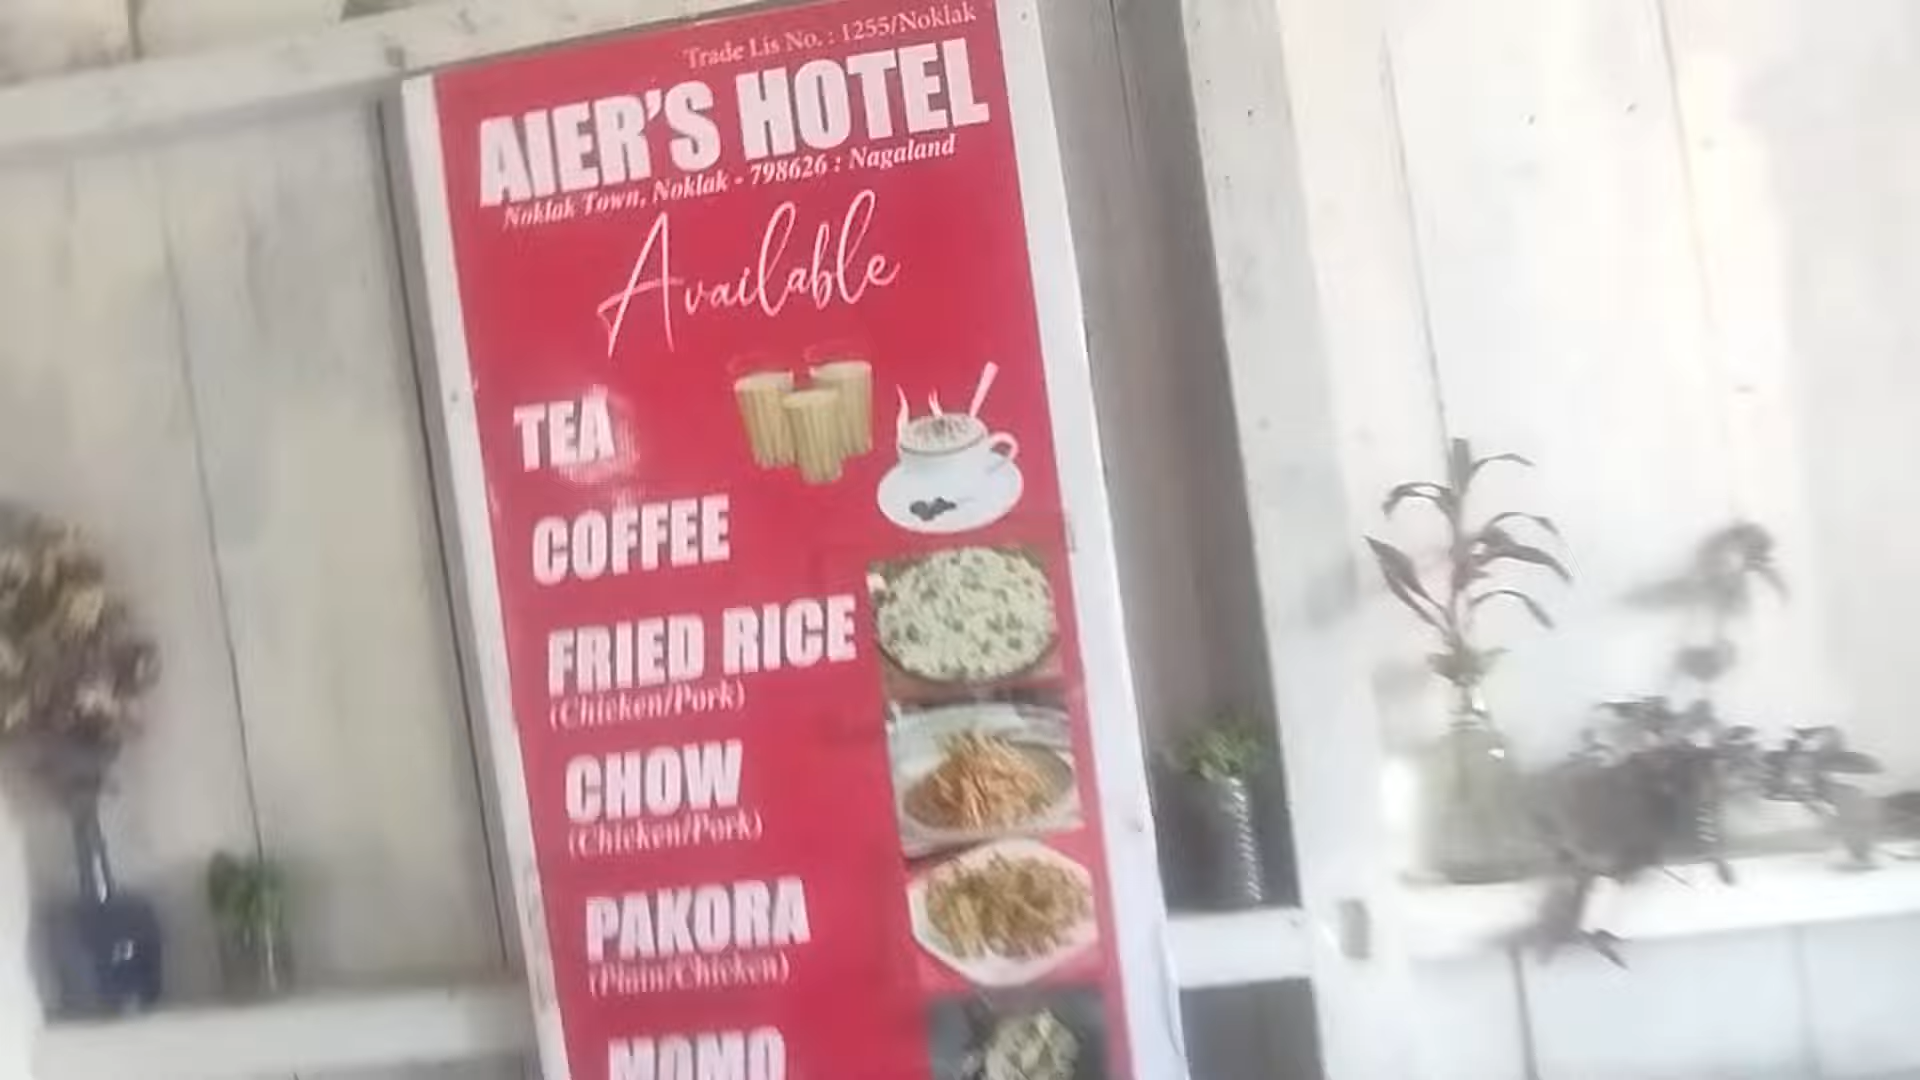 Trade Lis No. : 1255/Noklak
AIER'S HOTEL
Noklak Town, Noklak - 798626 : Nagaland
Available
TEA
COFFEE
FRIED RICE
(Chicken/Pork)
CHOW
(Chicken/Pork)
PAKORA
(Plain/Chicken)
MOMO